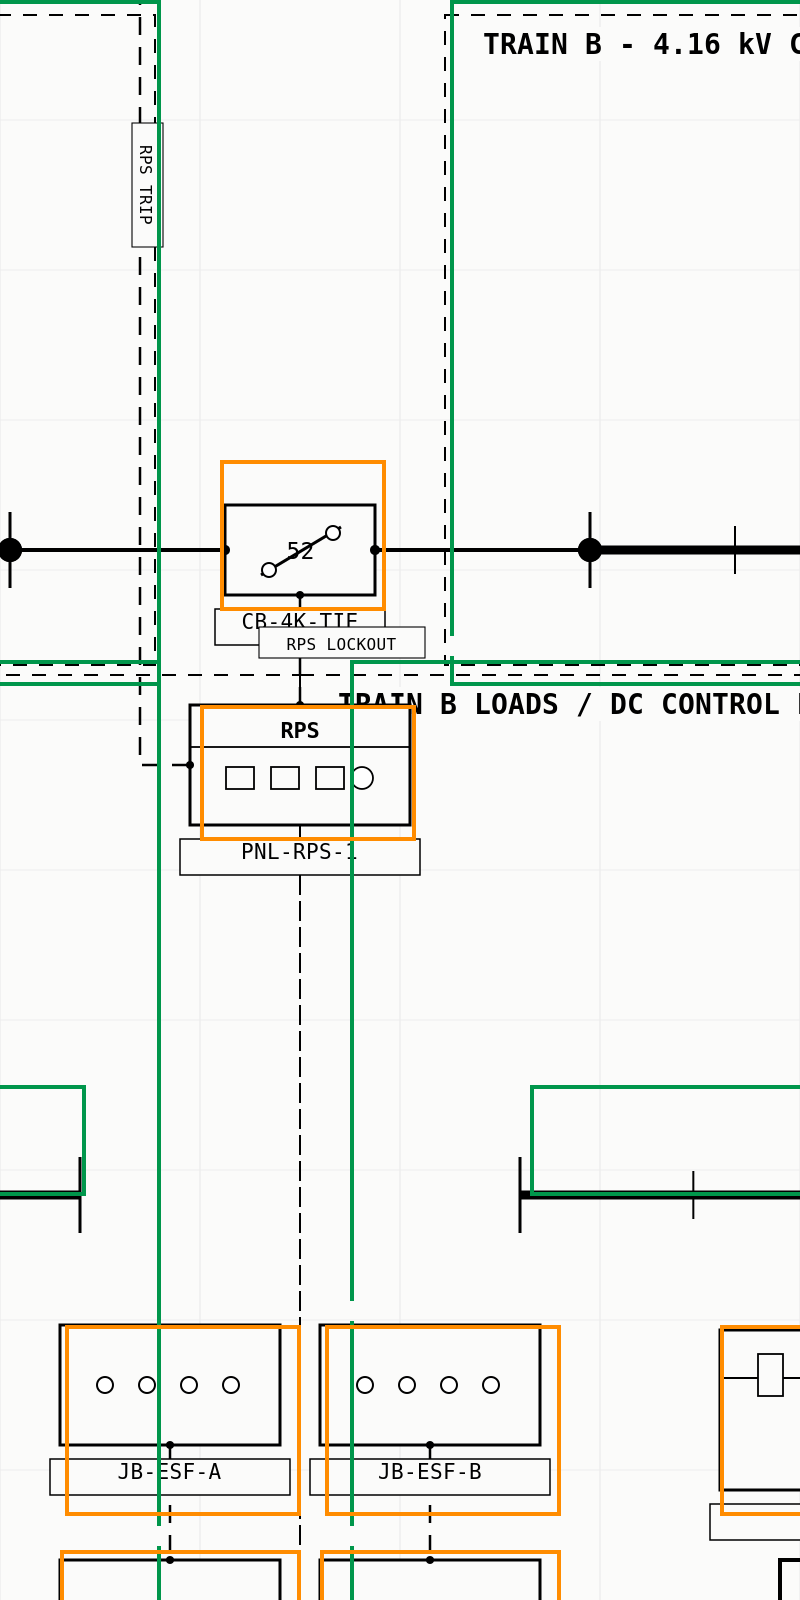 TRAIN B - 4.16 kV
RPS TRIP
52
CB-4K-TIE
RPS LOCKOUT
TRAIN B LOADS / DC CONTROL
RPS
PNL-RPS-1
JB-ESF-A
JB-ESF-B